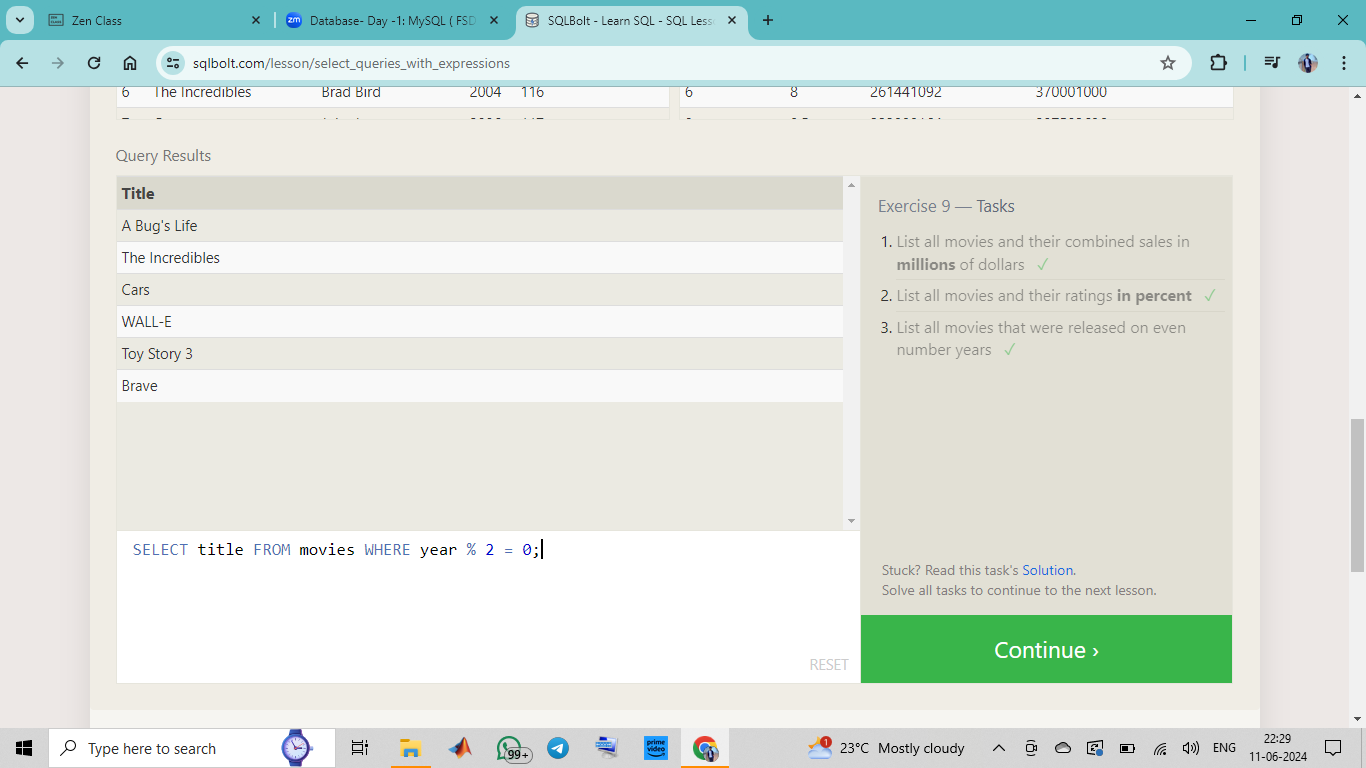 Zen Class
zm Database- Day -1: MySQL ( FSD
SQLBolt - Learn SQL - SQL Less
sqlbolt.com/lesson/select_queries_with_expressions
6 The Incredibles Brad Bird 2004 116
6 8 261441092 370001000
Query Results
Title
A Bug's Life
The Incredibles
Cars
WALL-E
Toy Story 3
Brave
SELECT title FROM movies WHERE year % 2 = 0;
RESET
Exercise 9 — Tasks
1. List all movies and their combined sales in
millions of dollars ✓
2. List all movies and their ratings in percent ✓
3. List all movies that were released on even
number years ✓
Stuck? Read this task's Solution.
Solve all tasks to continue to the next lesson.
Continue ›
Type here to search
99+
prime
video
1
23°C Mostly cloudy
ENG
22:29
11-06-2024